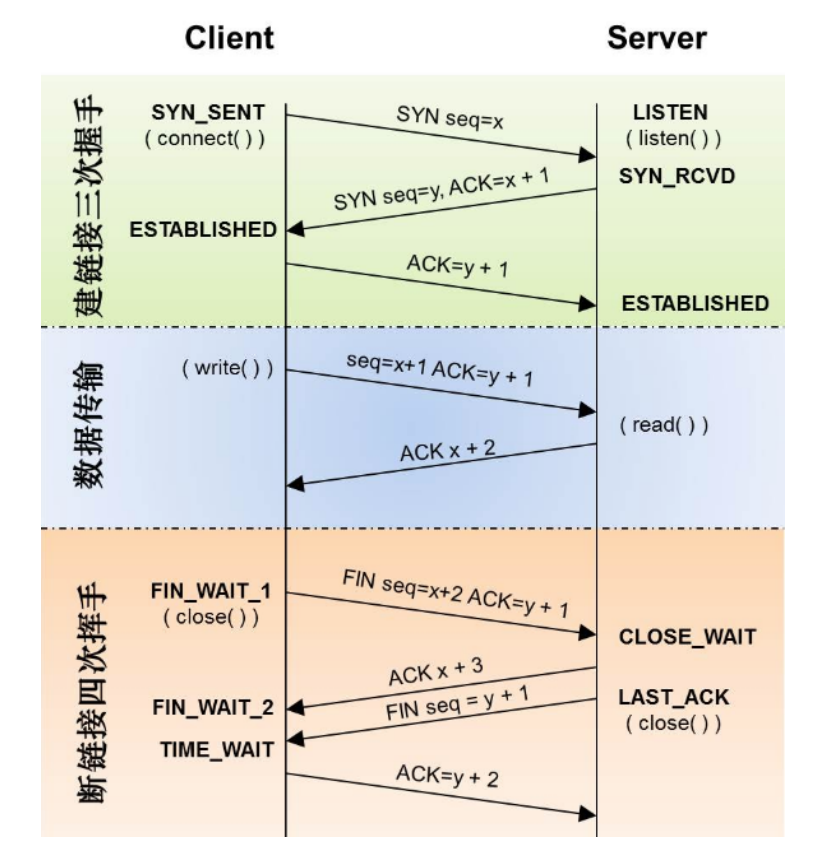 Client
Server
建链接三次握手
SYN_SENT
( connect( ) )
SYN seq=x
LISTEN
( listen( ) )
SYN_RCVD
SYN seq=y, ACK=x + 1
ESTABLISHED
ACK=y + 1
ESTABLISHED
数据传输
( write( ) )
seq=x+1 ACK=y + 1
( read( ) )
ACK x + 2
断链接四次挥手
FIN_WAIT_1
( close( ) )
FIN seq=x+2 ACK=y + 1
CLOSE_WAIT
ACK x + 3
FIN_WAIT_2
FIN seq = y + 1
LAST_ACK
( close( ) )
TIME_WAIT
ACK=y + 2